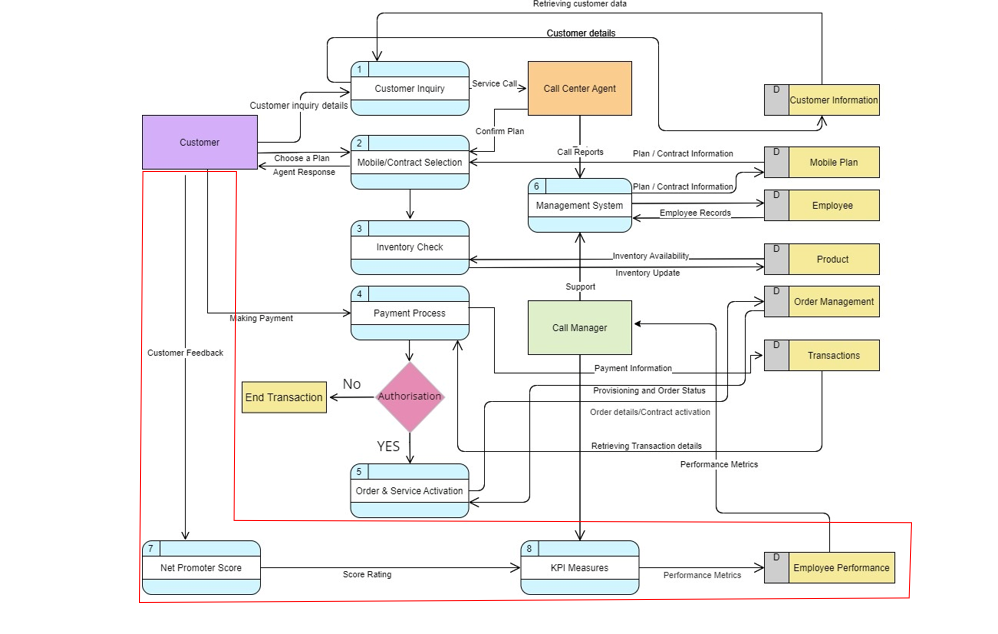 Retrieving customer data
Customer details
1
Customer Inquiry
Service Call
Call Center Agent
D
Customer Information
Customer inquiry details
Customer
Confirm Plan
2
Choose a Plan
Mobile/Contract Selection
Agent Response
Call Reports
Plan / Contract Information
D
Mobile Plan
6
Plan / Contract Information
Management System
D
Employee
Employee Records
3
Inventory Check
Inventory Availability
Inventory Update
D
Product
4
Payment Process
Making Payment
Support
D
Order Management
Call Manager
Customer Feedback
D
Transactions
Payment Information
No
Authorisation
End Transaction
Provisioning and Order Status
Order details/Contract activation
YES
Retrieving Transaction details
5
Order & Service Activation
Performance Metrics
7
Net Promoter Score
Score Rating
8
KPI Measures
Performance Metrics
D
Employee Performance